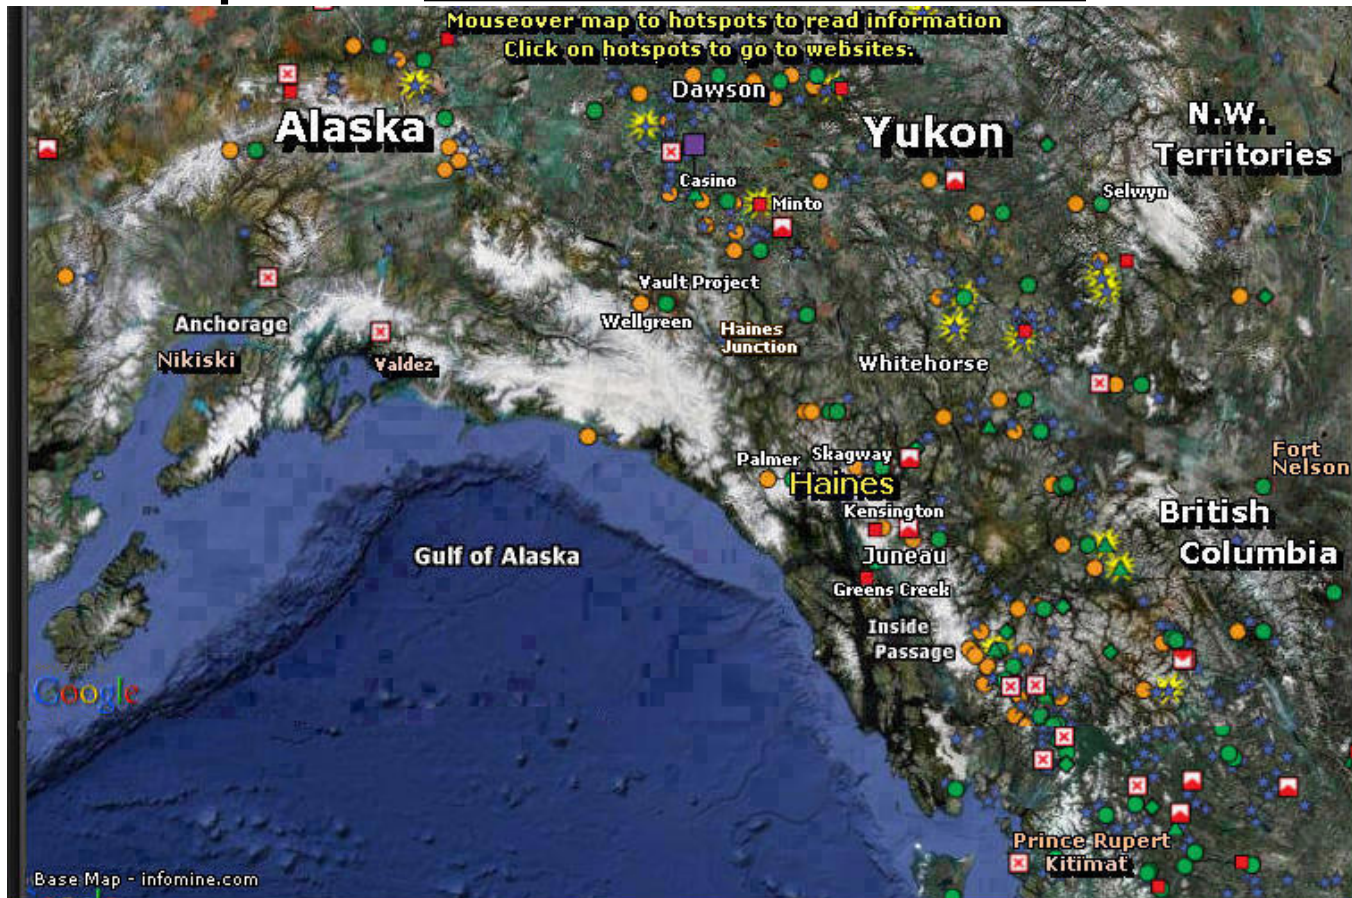 Mouseover map to hotspots to read information
Click on hotspots to go to websites.
Dawson
Alaska
Yukon
N.W.
Territories
Casino
Minto
Selwyn
Vault Project
Wellgreen
Haines
Junction
Anchorage
Nikiski
Valdez
Whitehorse
Palmer
Skagway
Haines
Fort
Nelson
Kensington
Juneau
British
Columbia
Gulf of Alaska
Greens Creek
Inside
Passage
Google
Prince Rupert
Kitimat
Base Map - infomine.com